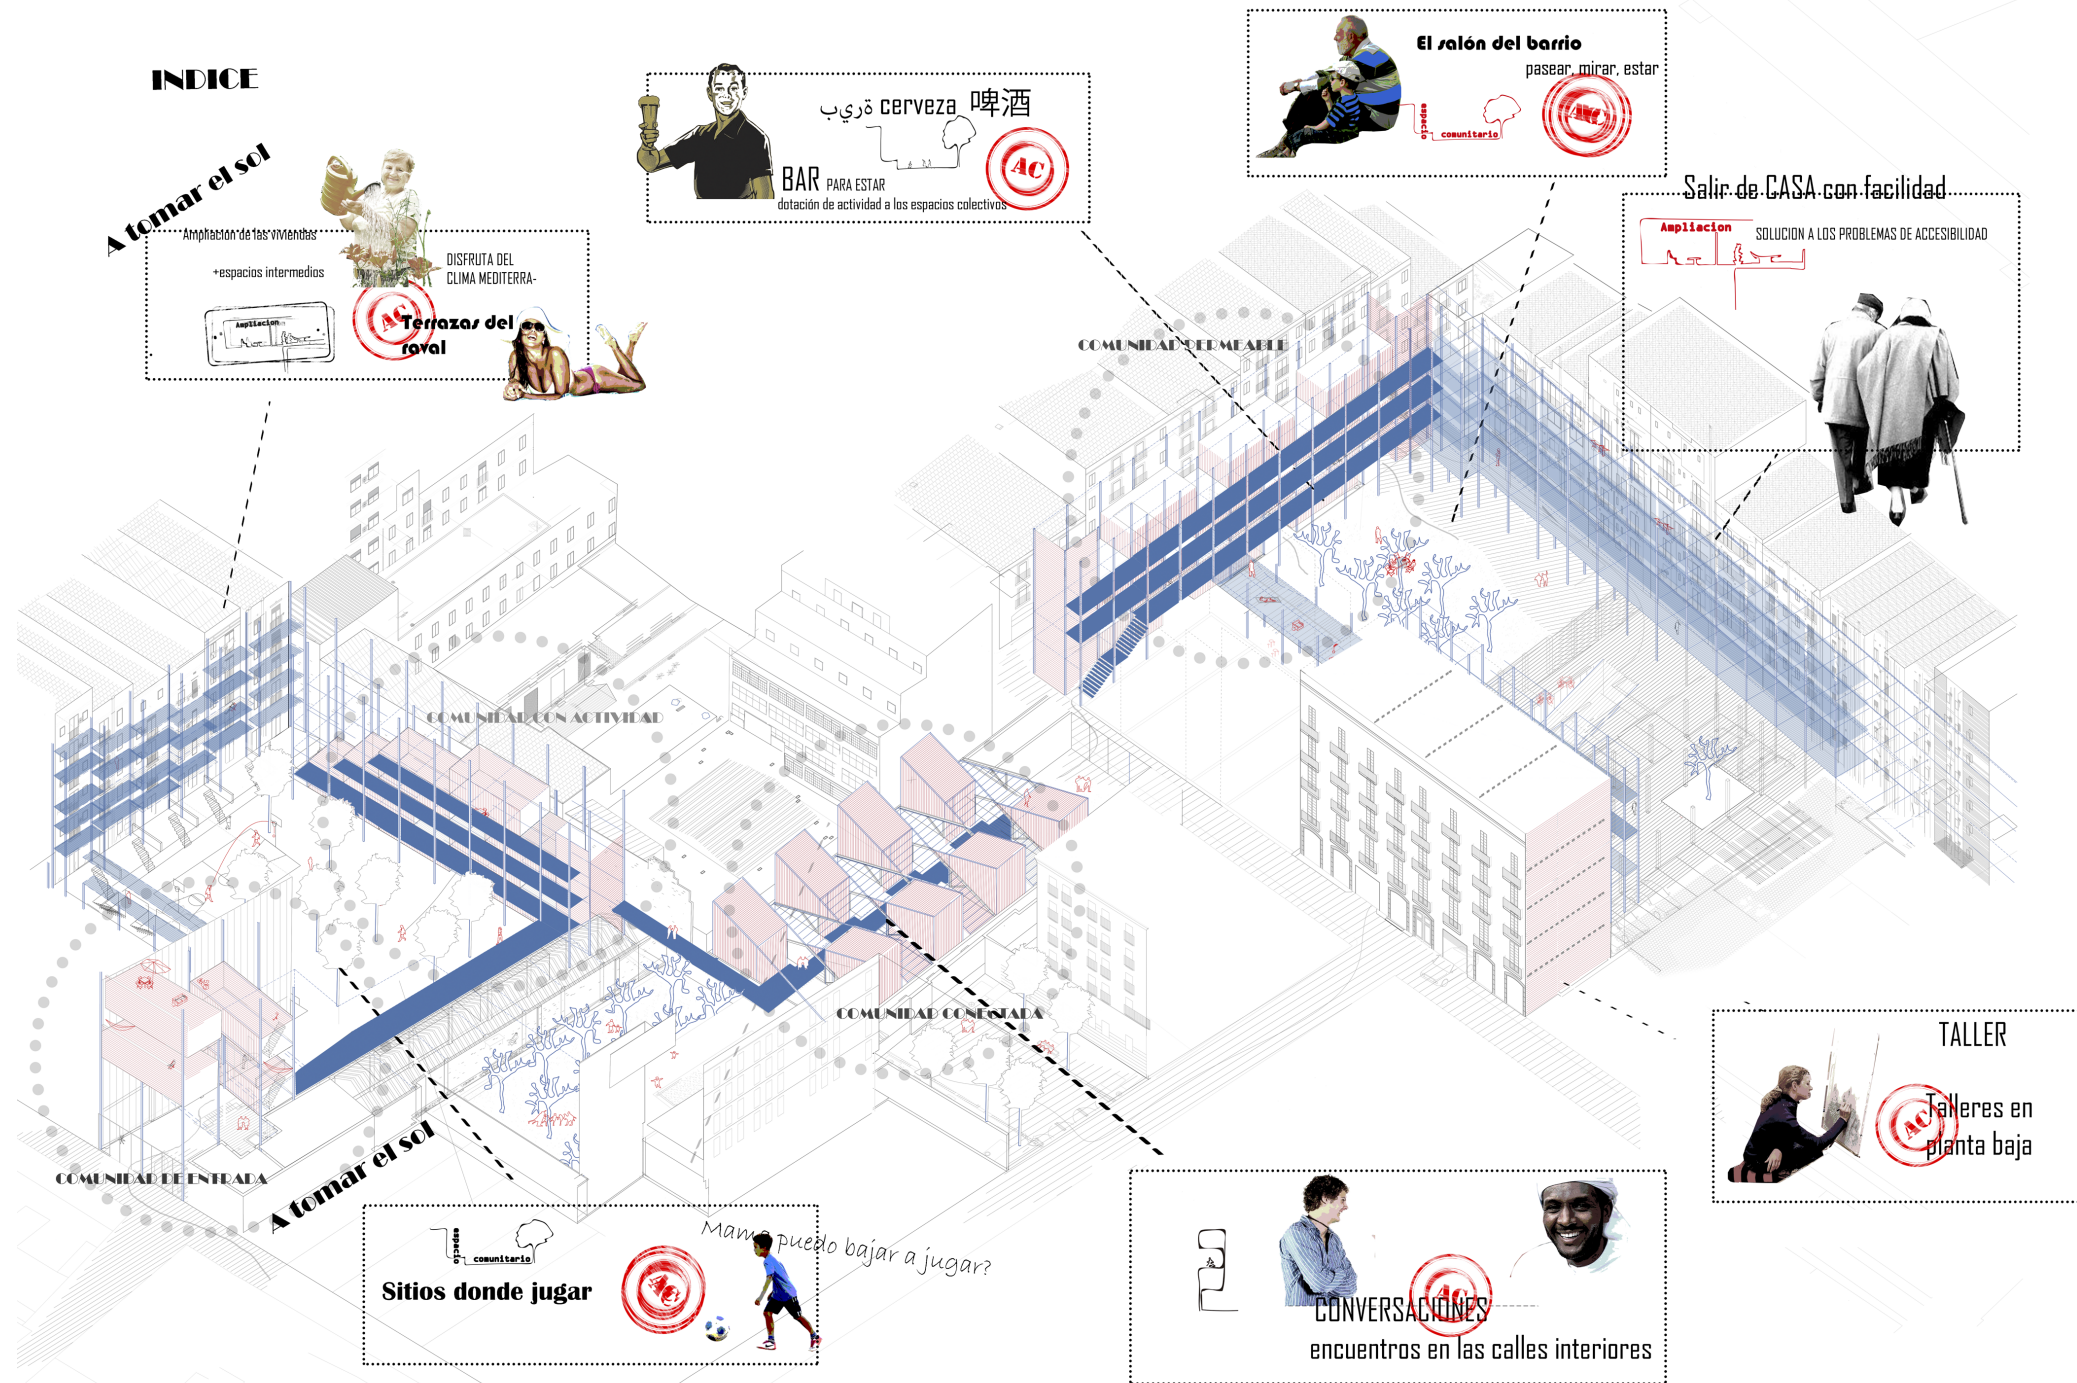 INDICE
A tomar el sol
Ampliacion de las viviendas
+espacios intermedios
DISFRUTA DEL
CLIMA MEDITERRA-
Ampliacion
AC
Terrazas del
raval
بيرة cerveza 啤酒
AC
BAR PARA ESTAR
dotación de actividad a los espacios colectivos
El salón del barrio
pasear, mirar, estar
espacio
comunitario
AC
Salir de CASA con facilidad
Ampliacion
SOLUCION A LOS PROBLEMAS DE ACCESIBILIDAD
COMUNIDAD PERMEABLE
COMUNIDAD CON ACTIVIDAD
COMUNIDAD CONECTADA
COMUNIDAD DE ENTRADA
A tomar el sol
espacio
comunitario
Sitios donde jugar
AC
Mama puedo bajar a jugar?
AC
CONVERSACIONES
encuentros en las calles interiores
TALLER
AC
Talleres en
planta baja